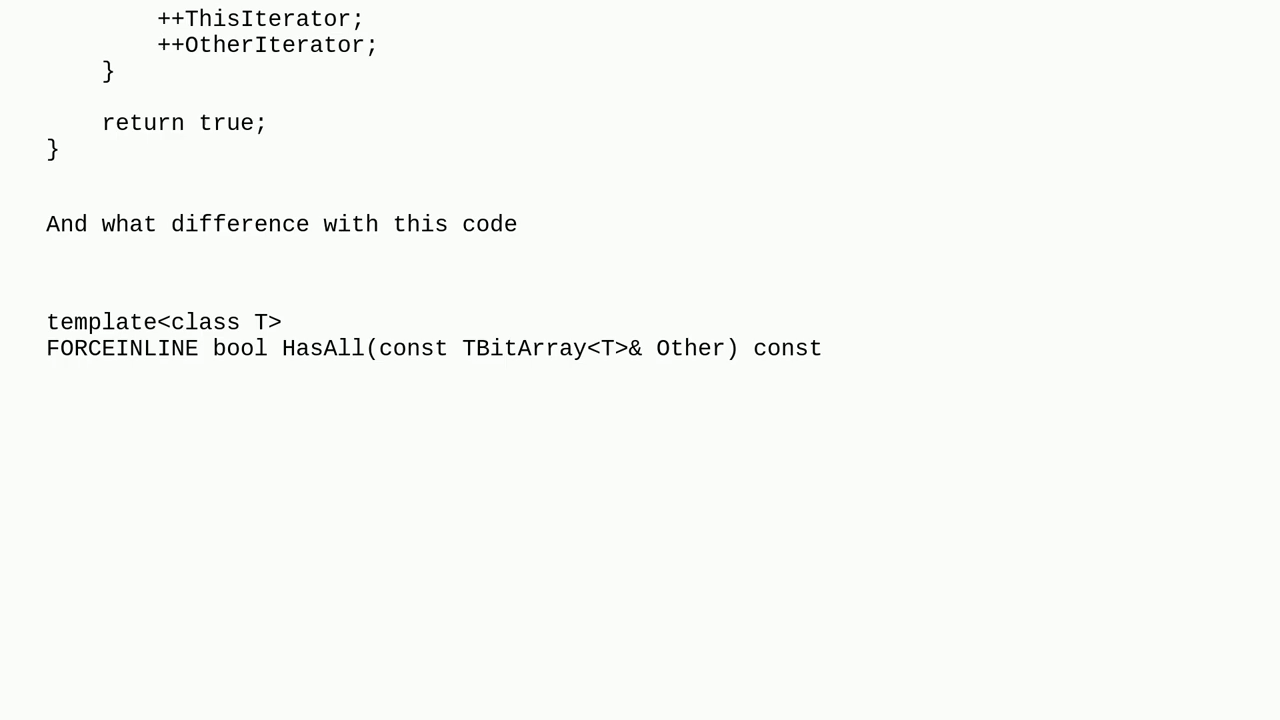 ++ThisIterator;
        ++OtherIterator;
    }

    return true;
}

And what difference with this code

template<class T>
FORCEINLINE bool HasAll(const TBitArray<T>& Other) const